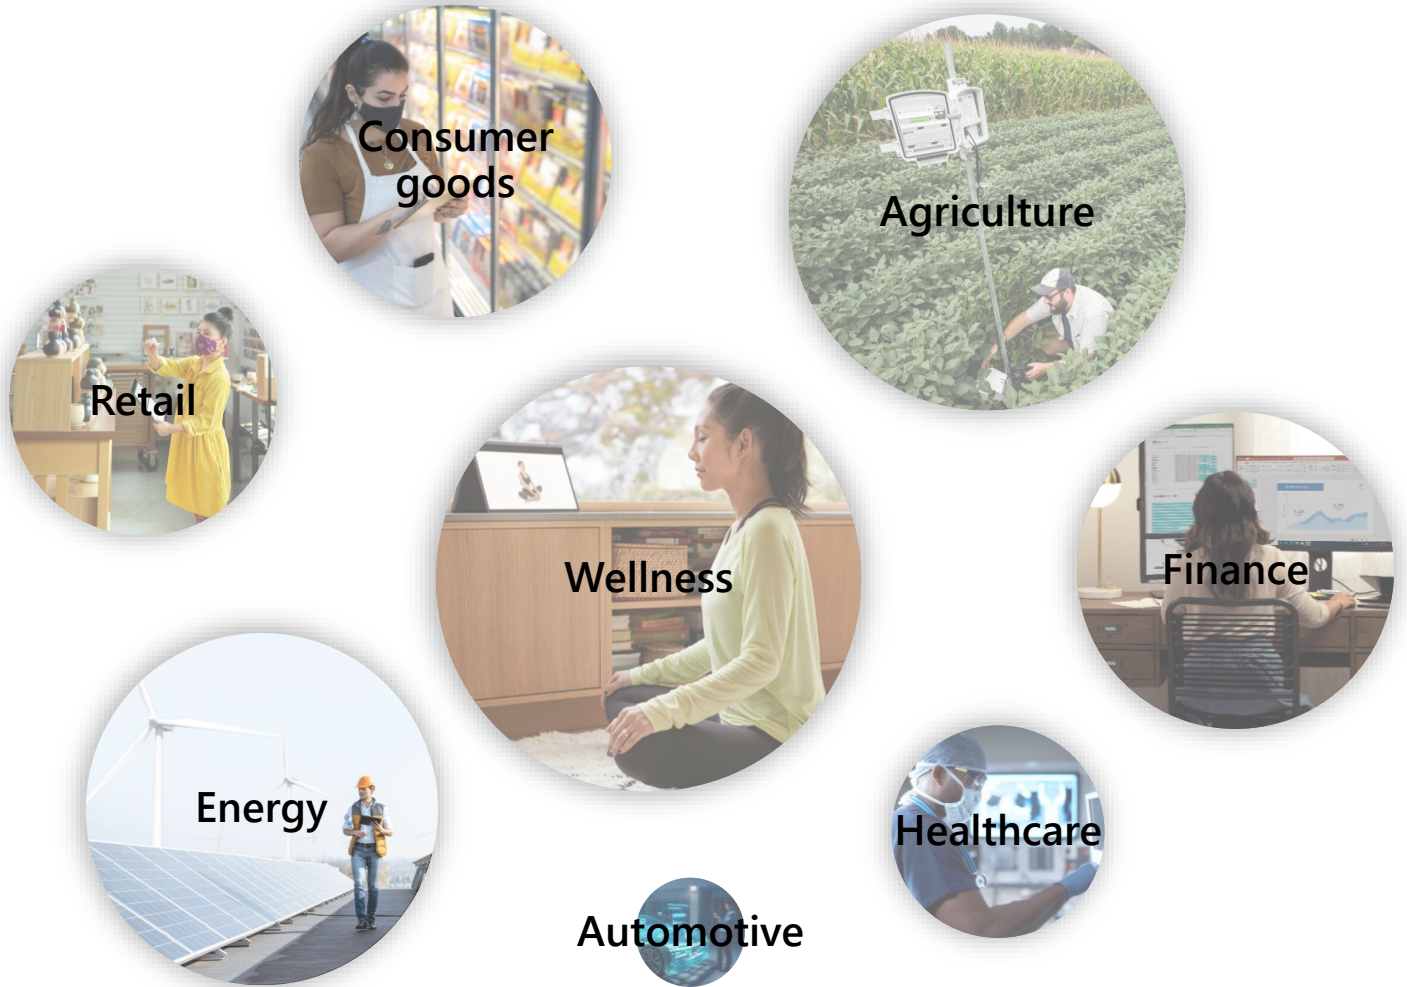 Consumer
goods
Agriculture
Retail
Wellness
Finance
Energy
Healthcare
Automotive